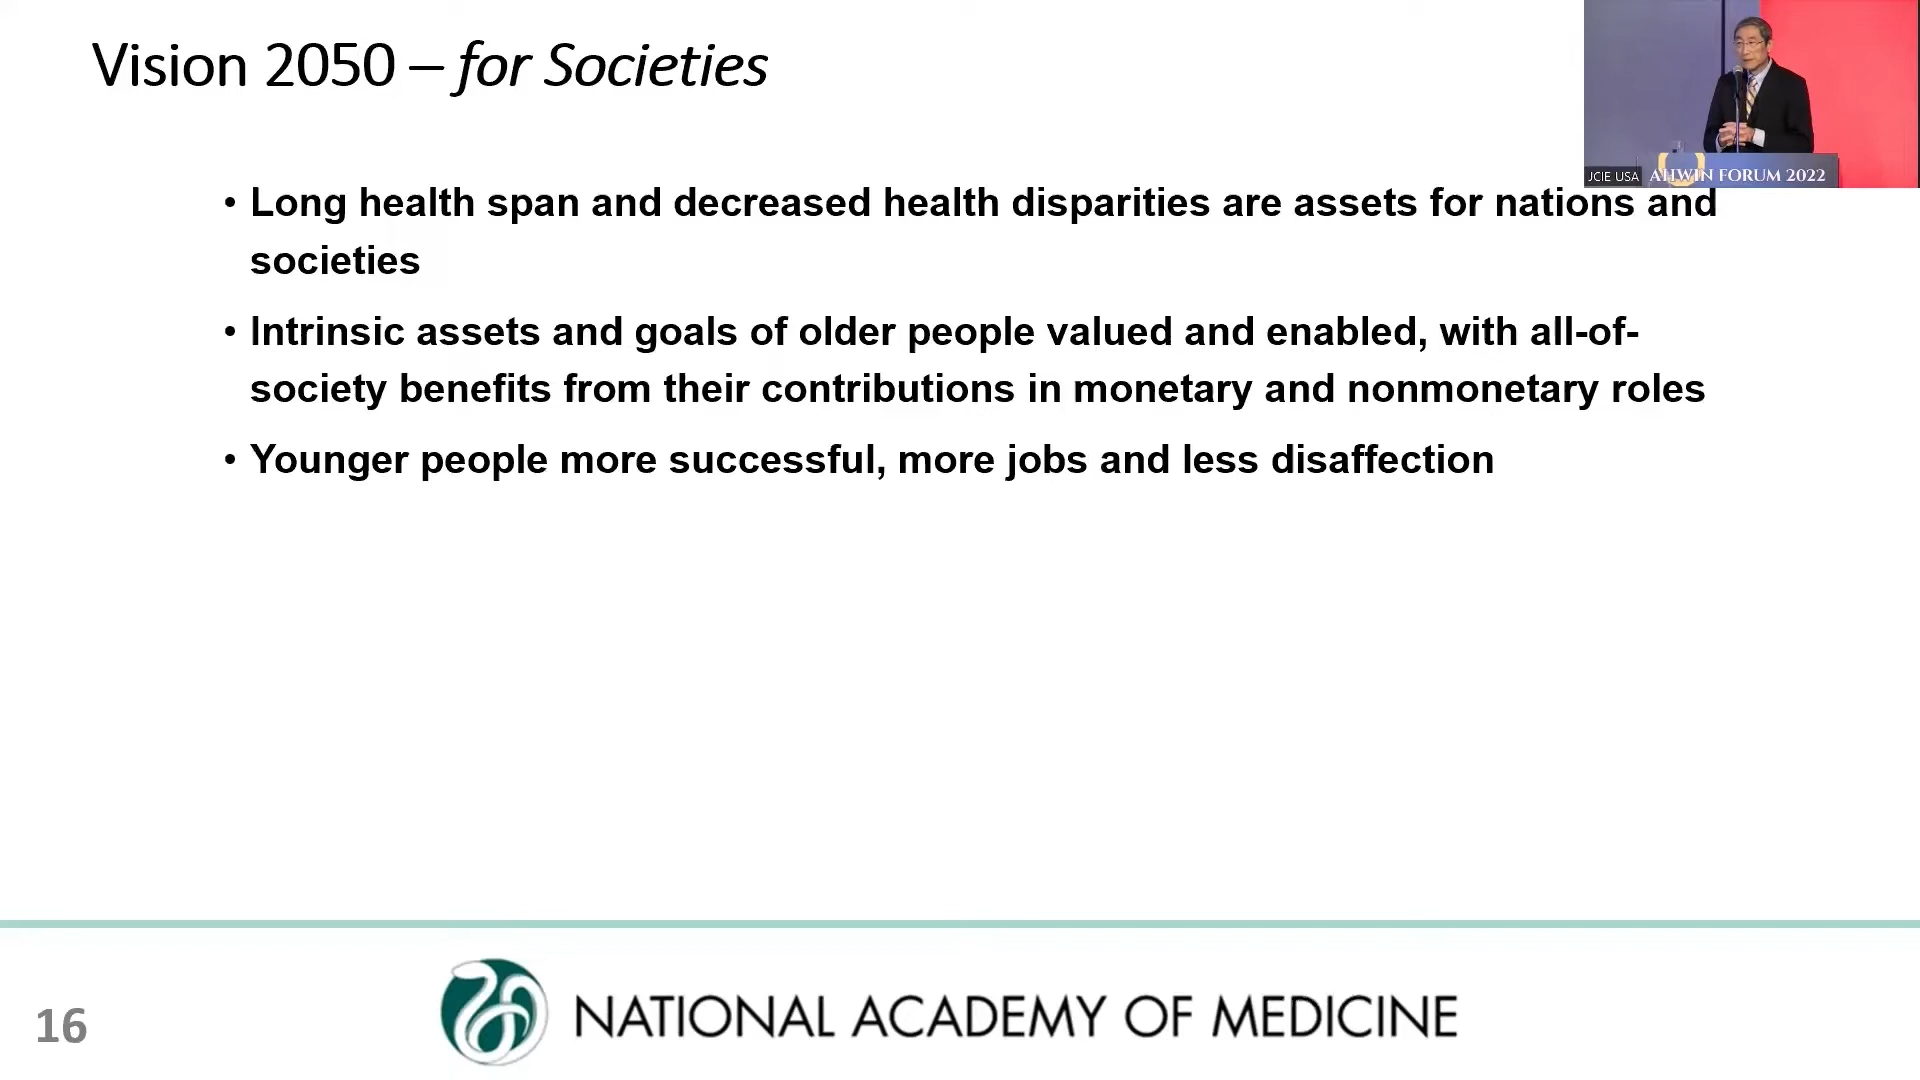 Vision 2050 – for Societies
JCIE USA
AHWIN FORUM 2022
• Long health span and decreased health disparities are assets for nations and
societies
• Intrinsic assets and goals of older people valued and enabled, with all-of-
society benefits from their contributions in monetary and nonmonetary roles
• Younger people more successful, more jobs and less disaffection
16
NATIONAL ACADEMY OF MEDICINE